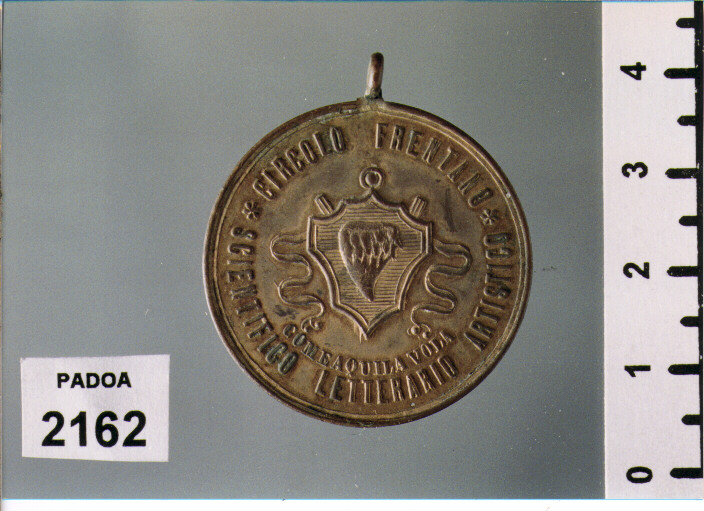 * CIRCOLO FRENTANO *
SCIENTIFICO LETTERARIO ARTISTICO
COME AQUILA VOLA
PADOA
2162
4
3
2
1
0